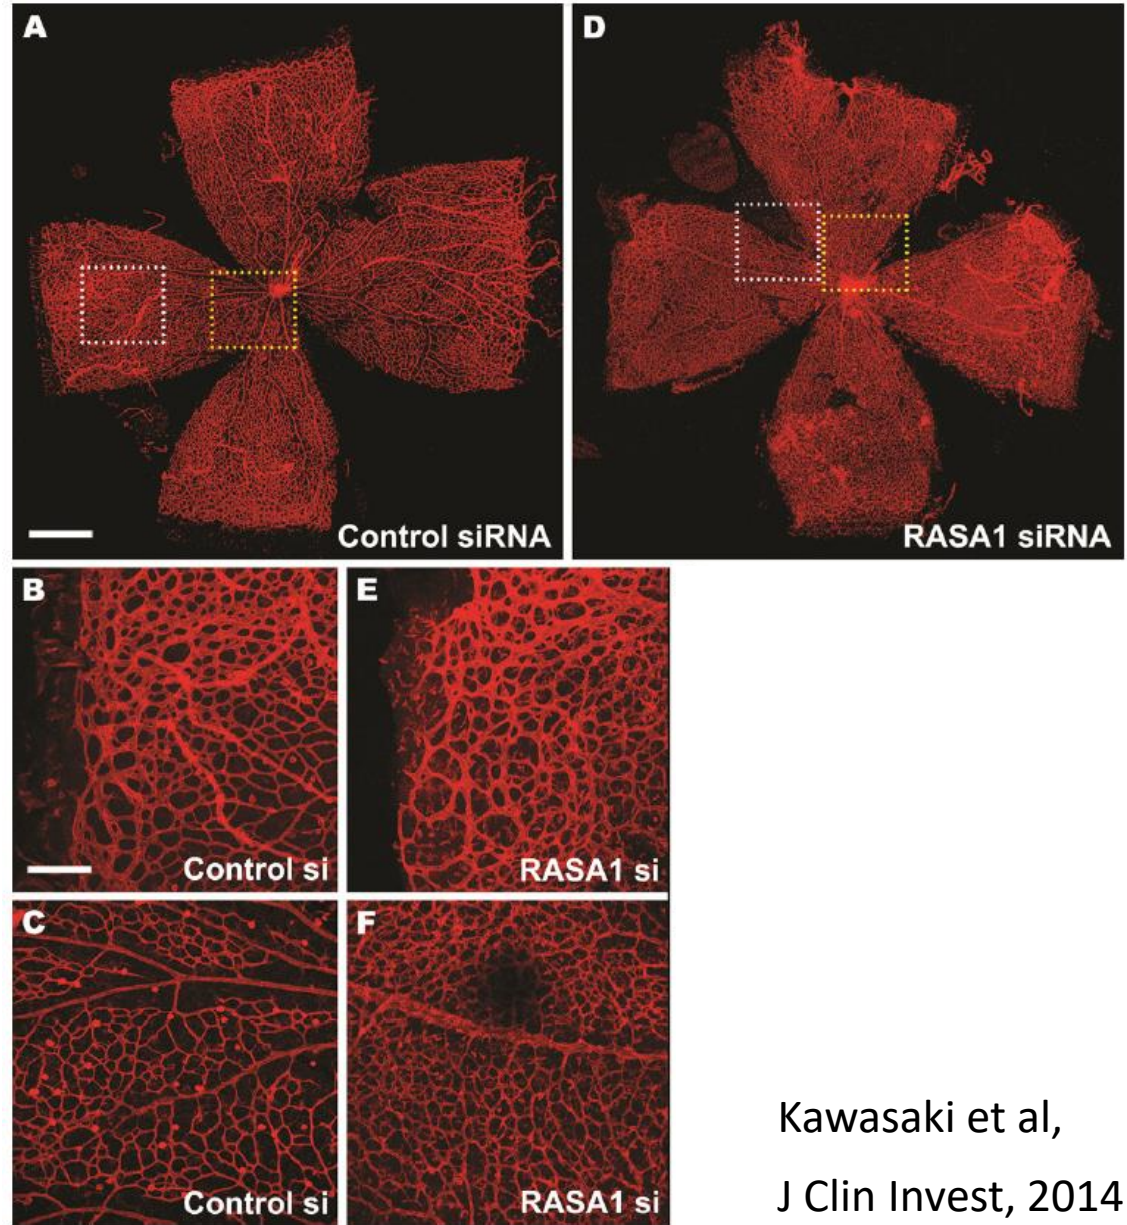 A
Control siRNA
D
RASA1 siRNA
B
Control si
E
RASA1 si
C
Control si
F
RASA1 si
Kawasaki et al,
J Clin Invest, 2014